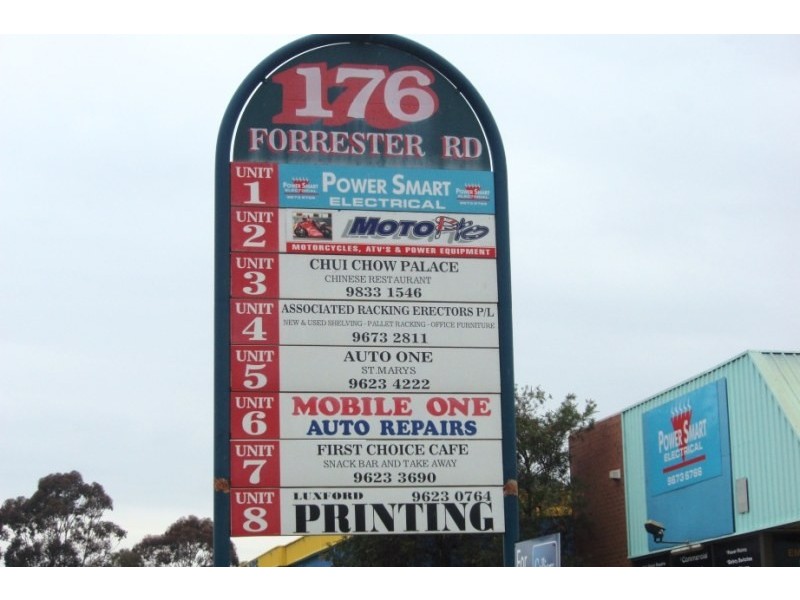 176
FORRESTER RD
UNIT 1
POWER SMART
ELECTRICAL
UNIT 2
MOTO
MOTORCYCLES, ATV'S & POWER EQUIPMENT
UNIT 3
CHUI CHOW PALACE
CHINESE RESTAURANT
9833 1546
UNIT 4
ASSOCIATED RACKING ERECTORS P/L
NEW & USED SHELVING - PALLET RACKING - OFFICE FURNITURE
9673 2811
UNIT 5
AUTO ONE
ST.MARYS
9623 4222
UNIT 6
MOBILE ONE
AUTO REPAIRS
UNIT 7
FIRST CHOICE CAFE
SNACK BAR AND TAKE AWAY
9623 3690
UNIT 8
LUXFORD 9623 0764
PRINTING
POWER SMART
ELECTRICAL
9673 6766